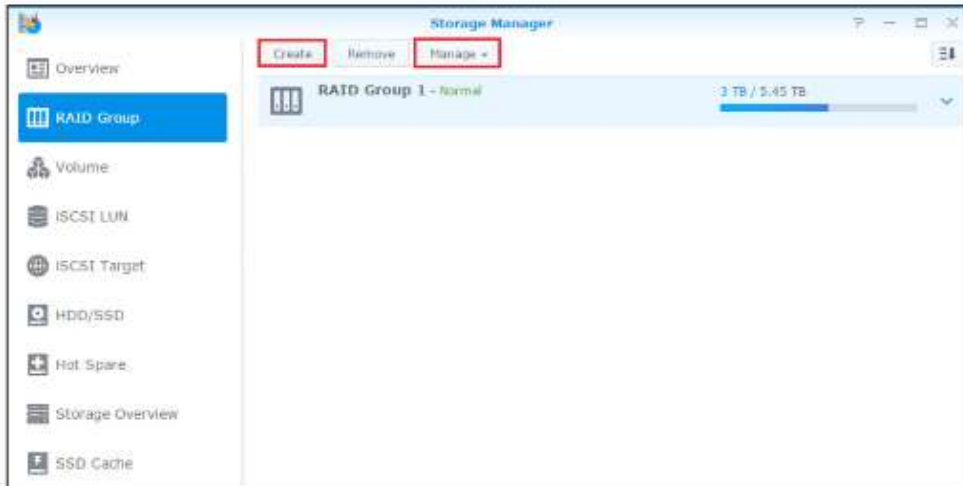 Storage Manager
Create Remove Manage
Overview
RAID Group 1 - Normal 3 TB / 5.45 TB
RAID Group
Volume
iSCSI LUN
iSCSI Target
HDD/SSD
Hot Spare
Storage Overview
SSD Cache